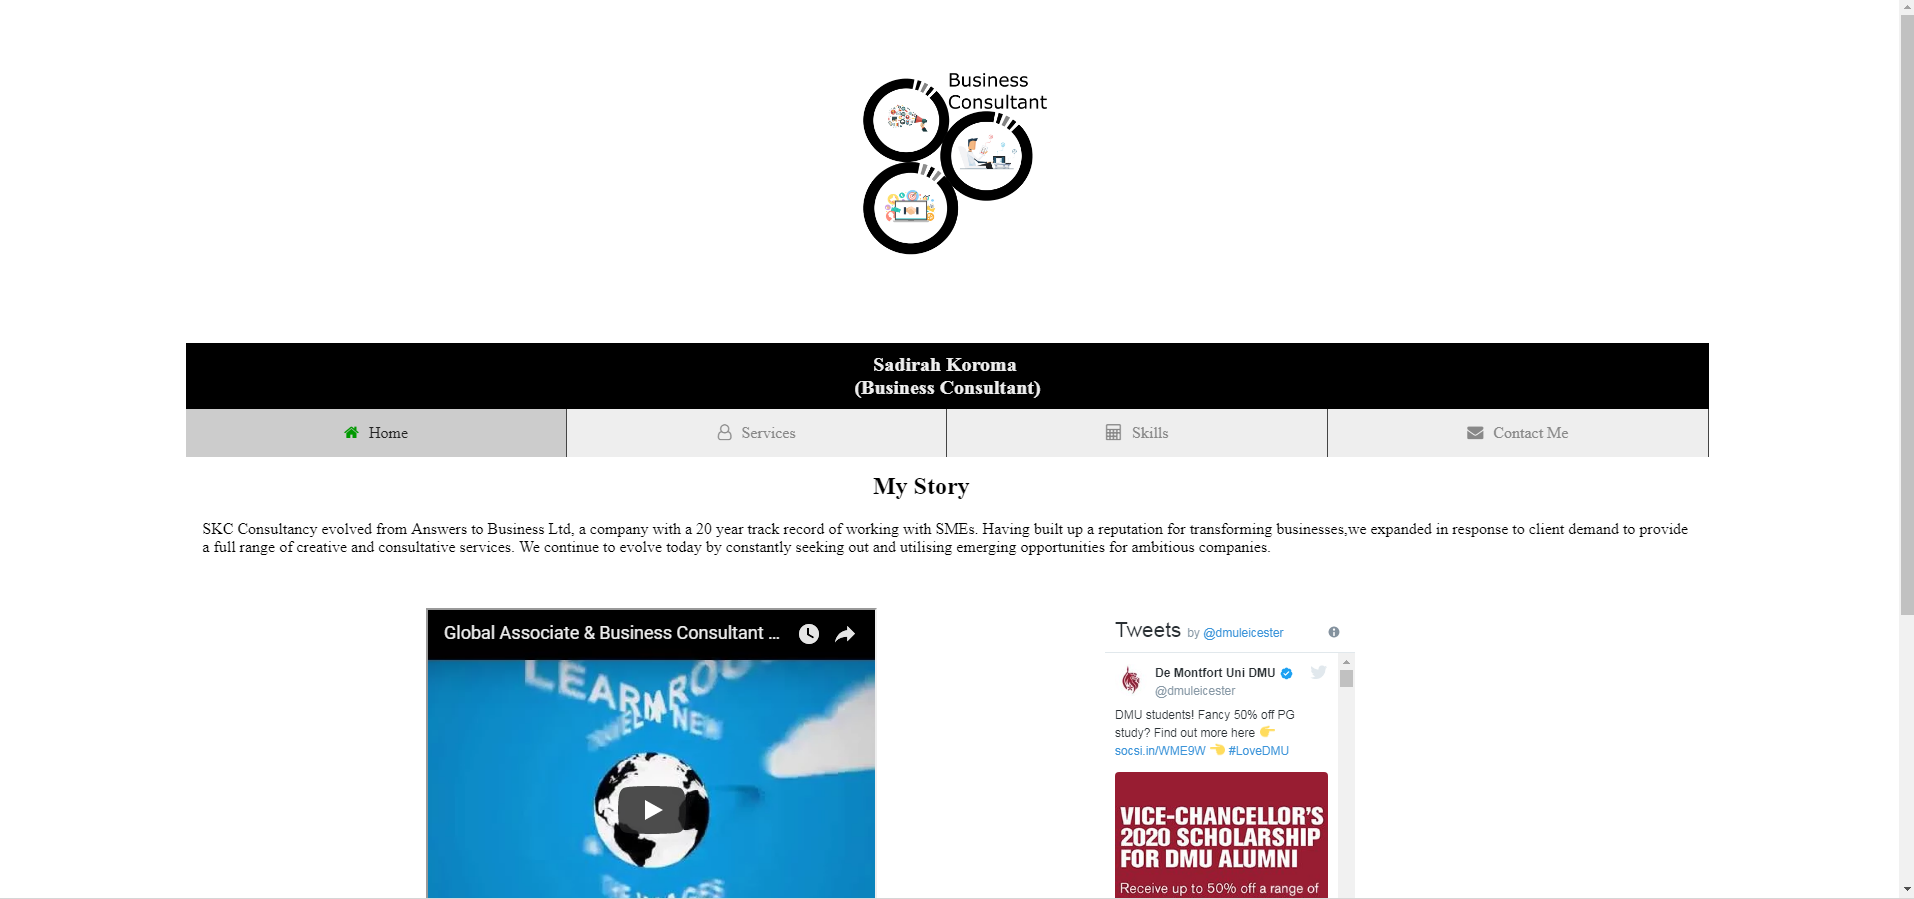 Business
Consultant
Sadirah Koroma
(Business Consultant)
Home
Services
Skills
Contact Me
My Story
SKC Consultancy evolved from Answers to Business Ltd, a company with a 20 year track record of working with SMEs. Having built up a reputation for transforming businesses,we expanded in response to client demand to provide
a full range of creative and consultative services. We continue to evolve today by constantly seeking out and utilising emerging opportunities for ambitious companies.
Global Associate & Business Consultant ...
LEARN
Tweets by @dmuleicester
De Montfort Uni DMU
@dmuleicester
DMU students! Fancy 50% off PG
study? Find out more here 👉
socsi.in/WME9W 👈 #LoveDMU
VICE-CHANCELLOR'S
2020 SCHOLARSHIP
FOR DMU ALUMNI
Receive up to 50% off a range of